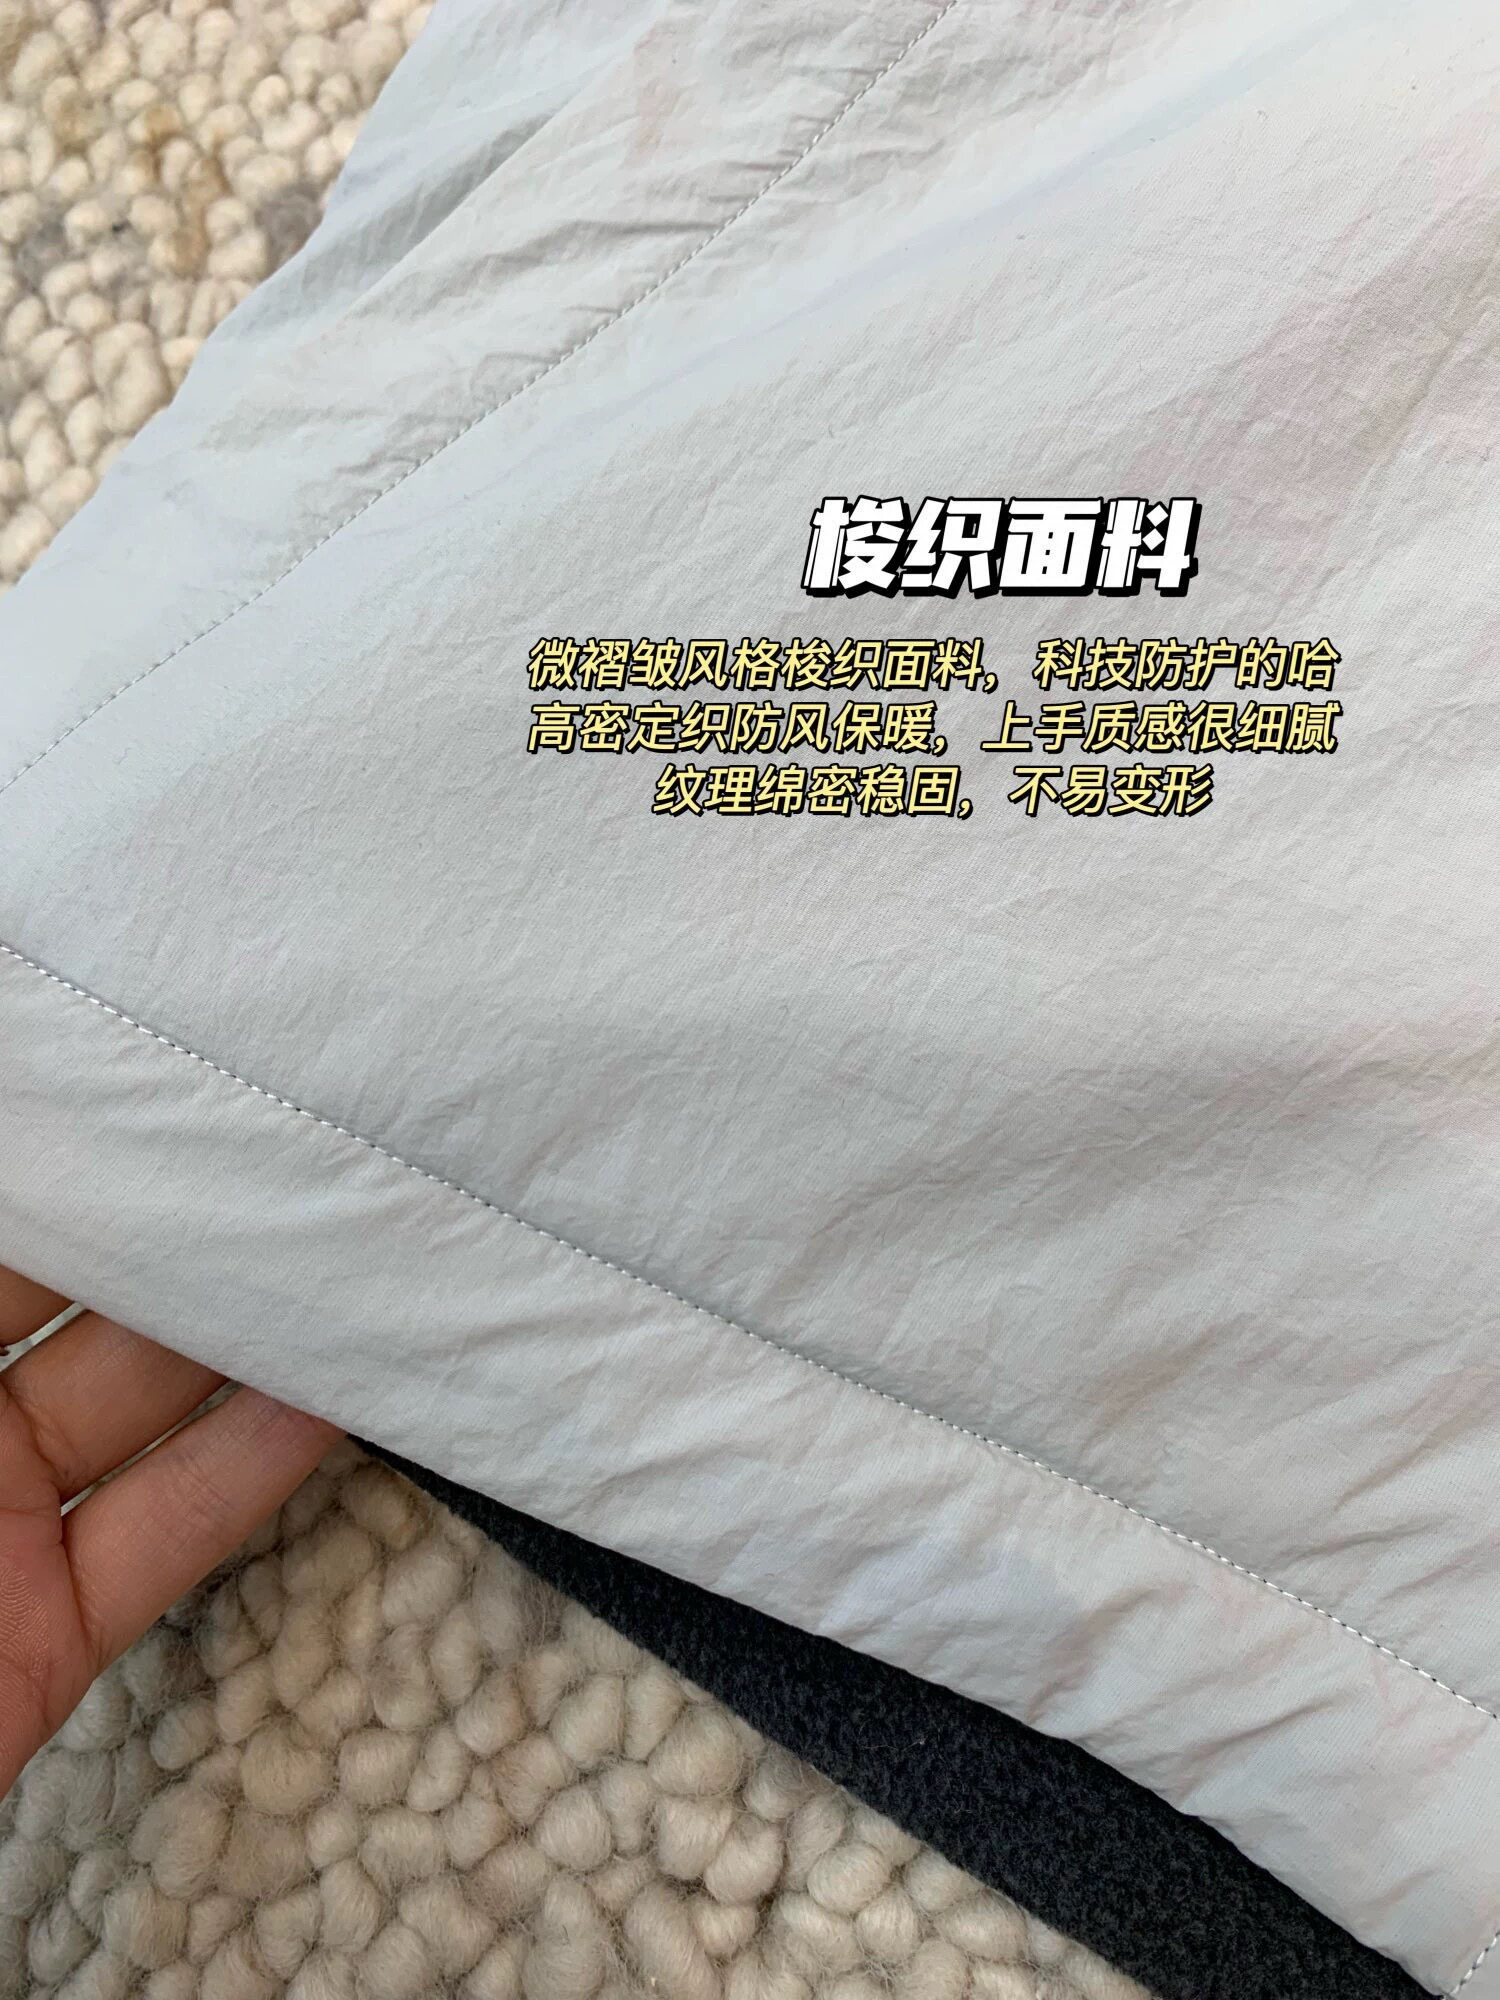 梭织面料
微褶皱风格梭织面料，科技防护的哈
高密定织防风保暖，上手质感很细腻
纹理绵密稳固，不易变形